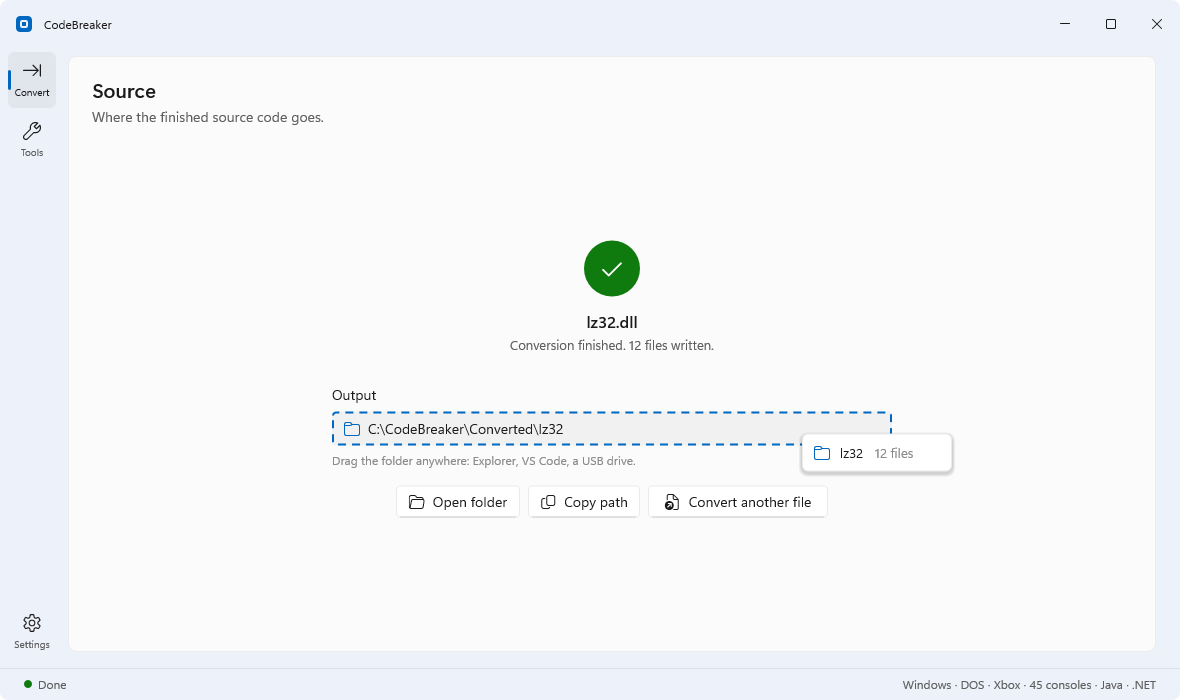 CodeBreaker
Convert
Tools
Source
Where the finished source code goes.
lz32.dll
Conversion finished. 12 files written.
Output
C:\CodeBreaker\Converted\lz32
lz32 12 files
Drag the folder anywhere: Explorer, VS Code, a USB drive.
Open folder
Copy path
Convert another file
Settings
Done
Windows · DOS · Xbox · 45 consoles · Java · .NET